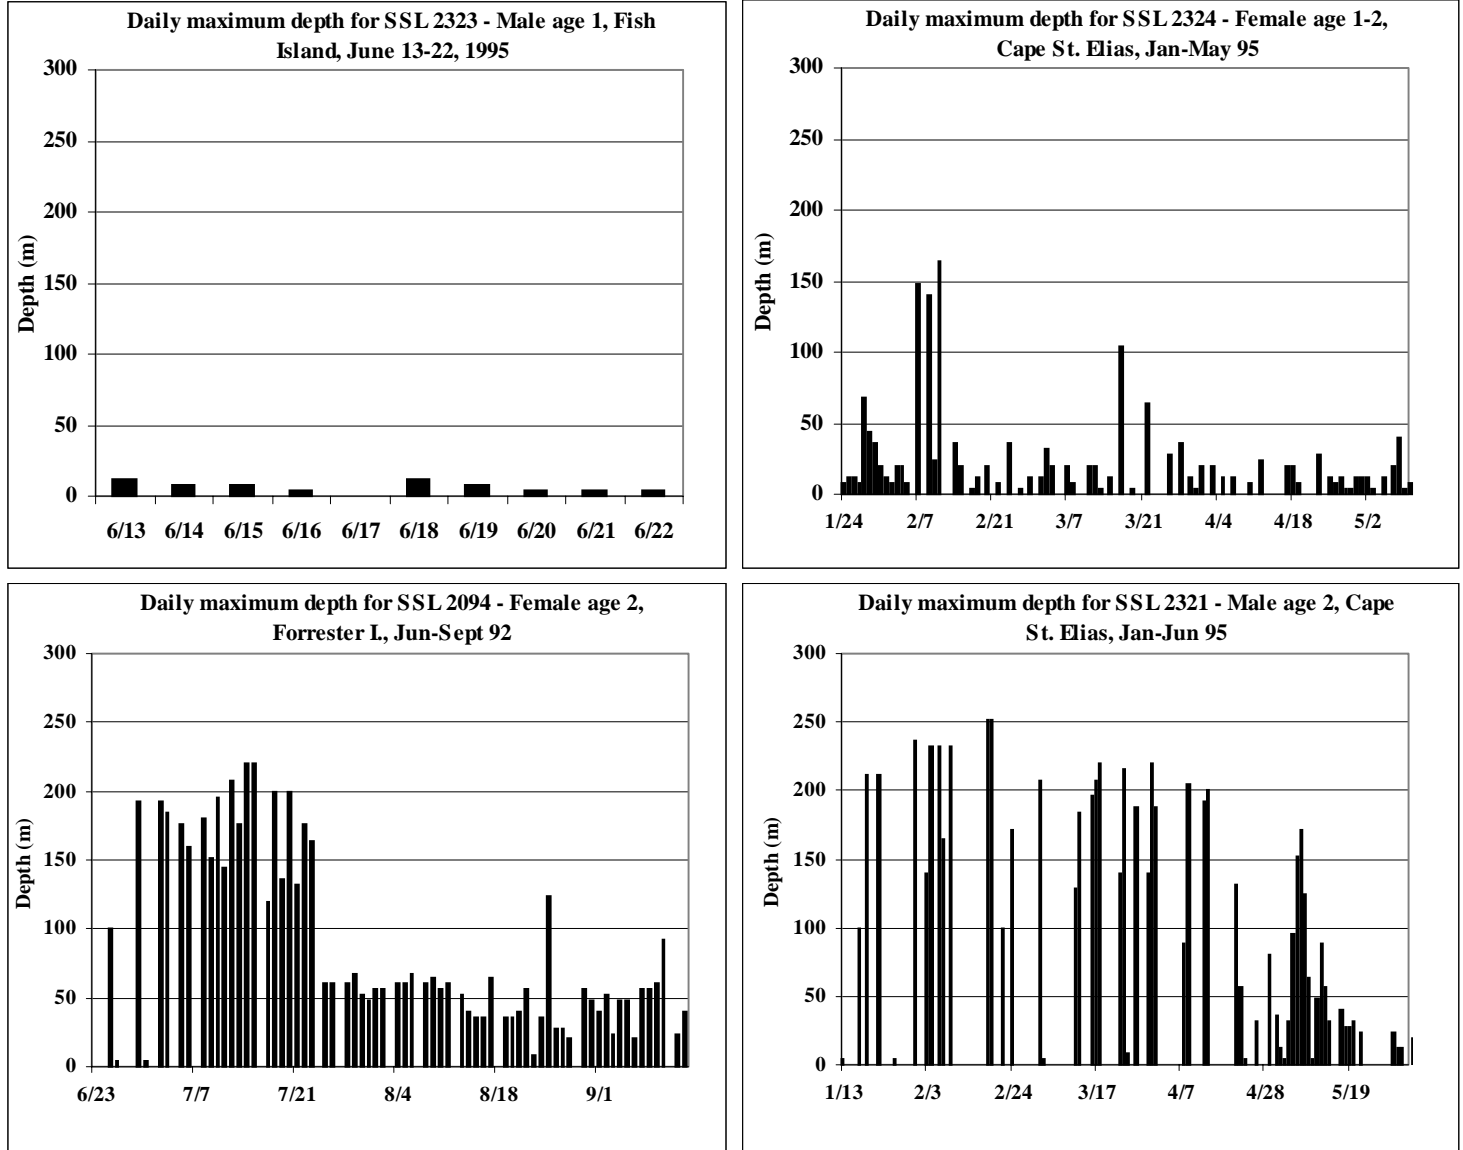 Daily maximum depth for SSL 2323 - Male age 1, Fish
Island, June 13-22, 1995
300
250
200
150
100
50
0
Depth (m)
6/13 6/14 6/15 6/16 6/17 6/18 6/19 6/20 6/21 6/22
Daily maximum depth for SSL 2324 - Female age 1-2,
Cape St. Elias, Jan-May 95
300
250
200
150
100
50
0
Depth (m)
1/24 2/7 2/21 3/7 3/21 4/4 4/18 5/2
Daily maximum depth for SSL 2094 - Female age 2,
Forrester I., Jun-Sept 92
300
250
200
150
100
50
0
Depth (m)
6/23 7/7 7/21 8/4 8/18 9/1
Daily maximum depth for SSL 2321 - Male age 2, Cape
St. Elias, Jan-Jun 95
300
250
200
150
100
50
0
Depth (m)
1/13 2/3 2/24 3/17 4/7 4/28 5/19